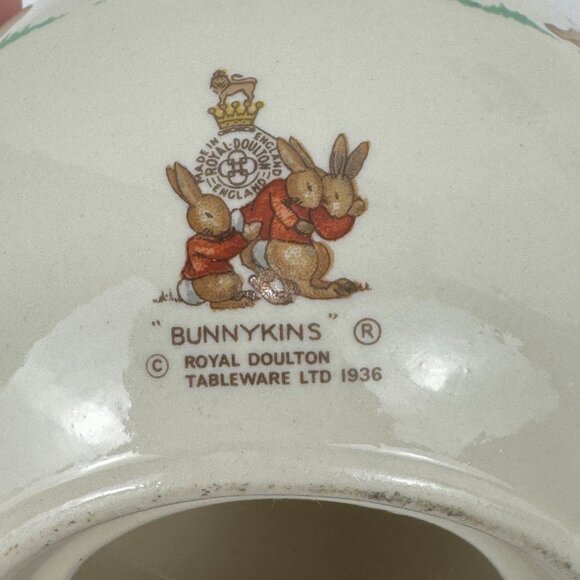 MADE IN ENGLAND
ROYAL·DOULTON
ENGLAND
"BUNNYKINS" ®
© ROYAL DOULTON
TABLEWARE LTD 1936